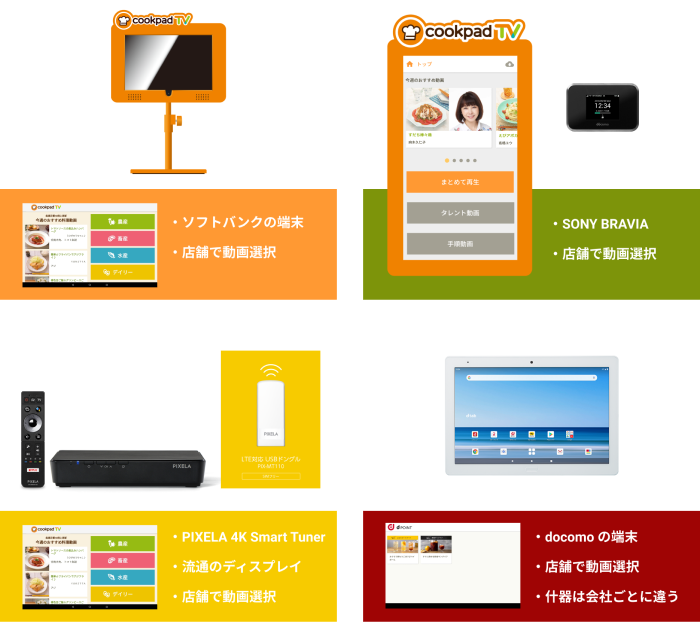 cookpad TV
・ソフトバンクの端末
・店舗で動画選択
cookpad TV
今週のおすすめ料理動画
農産
畜産
水産
デイリー
cookpad TV
トップ
今週のおすすめ動画
まとめて再生
タレント動画
手順動画
12:34
・SONY BRAVIA
・店舗で動画選択
PIXELA
PIXELA
PIXELA
LTE対応 USBドングル
PIX-MT110
cookpad TV
今週のおすすめ料理動画
農産
畜産
水産
デイリー
・PIXELA 4K Smart Tuner
・流通のディスプレイ
・店舗で動画選択
d POINT
・docomo の端末
・店舗で動画選択
・什器は会社ごとに違う